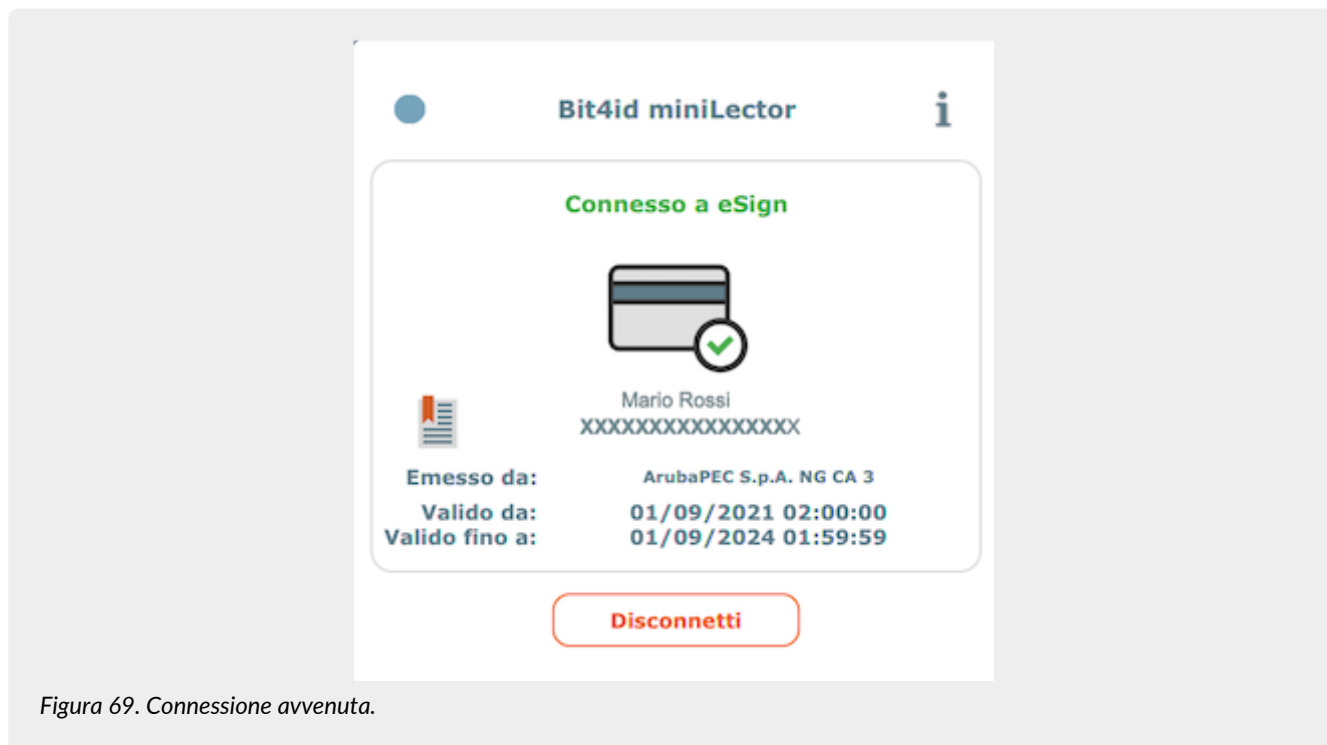 Bit4id miniLector
i
Connesso a eSign
Mario Rossi
XXXXXXXXXXXXXXXX
Emesso da: ArubaPEC S.p.A. NG CA 3
Valido da: 01/09/2021 02:00:00
Valido fino a: 01/09/2024 01:59:59
Disconnetti
Figura 69. Connessione avvenuta.